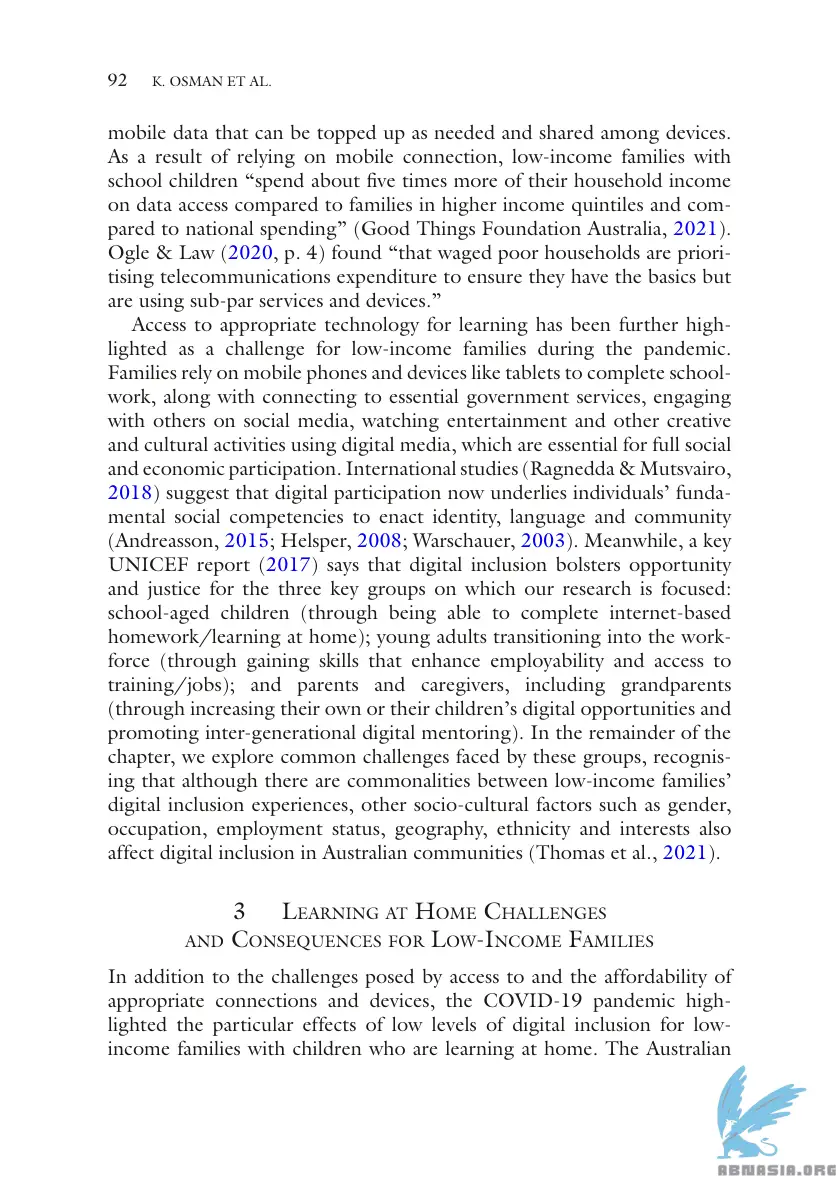 92 K. OSMAN ET AL.
mobile data that can be topped up as needed and shared among devices.
As a result of relying on mobile connection, low-income families with
school children “spend about five times more of their household income
on data access compared to families in higher income quintiles and com-
pared to national spending” (Good Things Foundation Australia, 2021).
Ogle & Law (2020, p. 4) found “that waged poor households are priori-
tising telecommunications expenditure to ensure they have the basics but
are using sub-par services and devices.”
Access to appropriate technology for learning has been further high-
lighted as a challenge for low-income families during the pandemic.
Families rely on mobile phones and devices like tablets to complete school-
work, along with connecting to essential government services, engaging
with others on social media, watching entertainment and other creative
and cultural activities using digital media, which are essential for full social
and economic participation. International studies (Ragnedda & Mutsvairo,
2018) suggest that digital participation now underlies individuals’ funda-
mental social competencies to enact identity, language and community
(Andreasson, 2015; Helsper, 2008; Warschauer, 2003). Meanwhile, a key
UNICEF report (2017) says that digital inclusion bolsters opportunity
and justice for the three key groups on which our research is focused:
school-aged children (through being able to complete internet-based
homework/learning at home); young adults transitioning into the work-
force (through gaining skills that enhance employability and access to
training/jobs); and parents and caregivers, including grandparents
(through increasing their own or their children’s digital opportunities and
promoting inter-generational digital mentoring). In the remainder of the
chapter, we explore common challenges faced by these groups, recognis-
ing that although there are commonalities between low-income families’
digital inclusion experiences, other socio-cultural factors such as gender,
occupation, employment status, geography, ethnicity and interests also
affect digital inclusion in Australian communities (Thomas et al., 2021).
3 Learning at Home Challenges
and Consequences for Low-Income Families
In addition to the challenges posed by access to and the affordability of
appropriate connections and devices, the COVID-19 pandemic high-
lighted the particular effects of low levels of digital inclusion for low-
income families with children who are learning at home. The Australian
ABNASIA.ORG